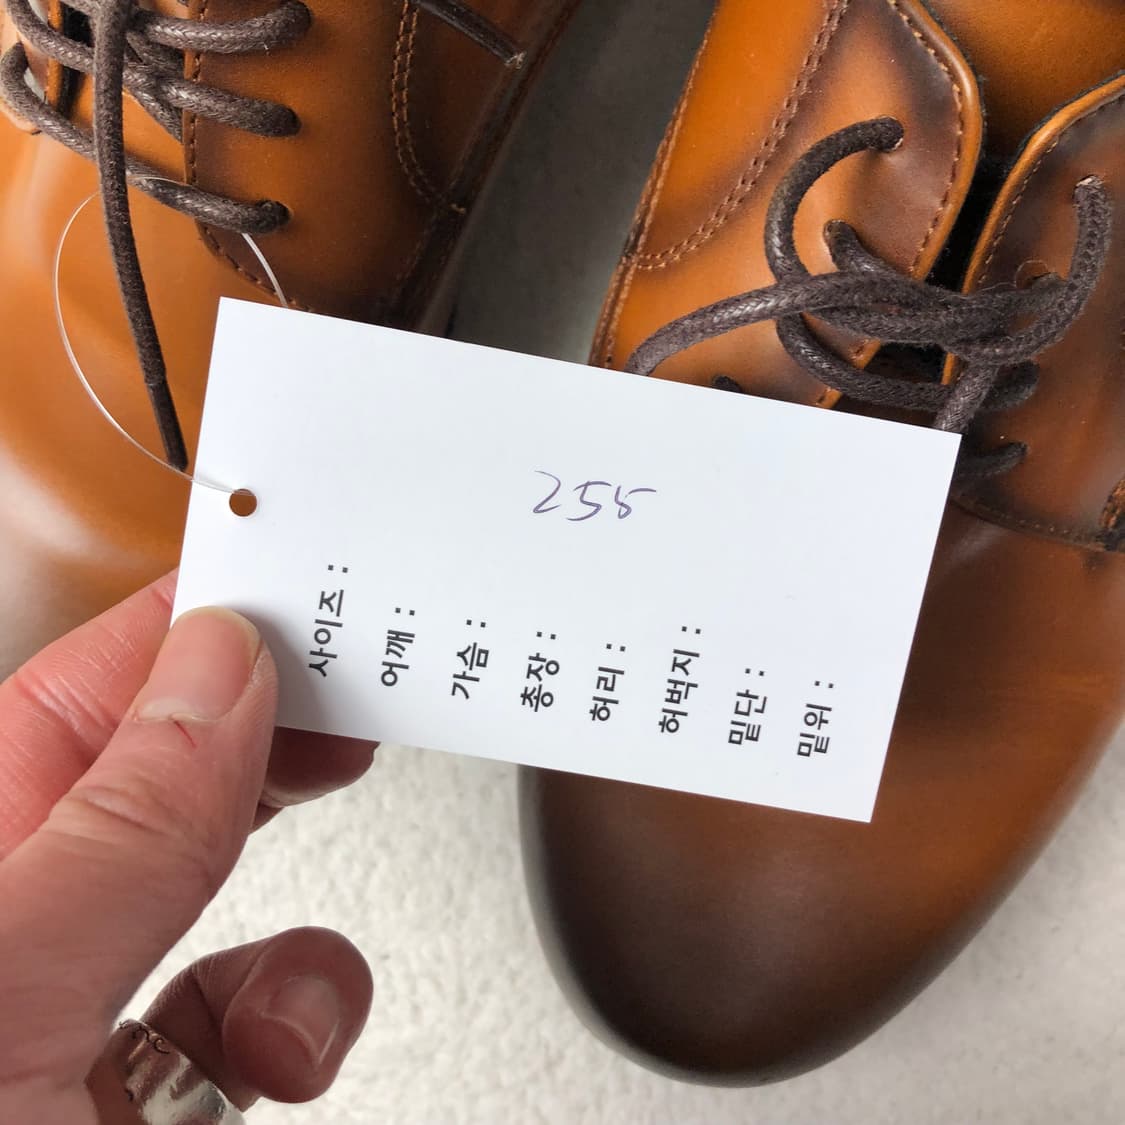 255
사이즈 :
어깨 :
가슴 :
총장 :
허리 :
허벅지 :
밑단 :
밑위 :